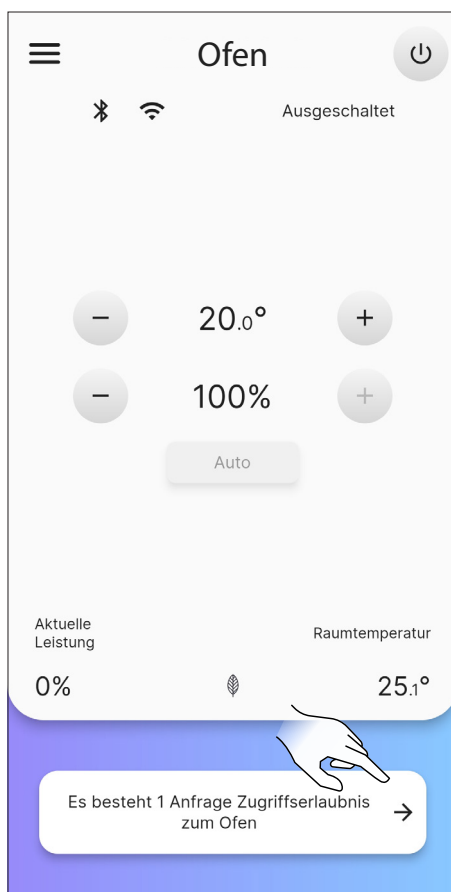 Ofen
Ausgeschaltet
20.0°
100%
Auto
Aktuelle
Leistung
Raumtemperatur
0%
25.1°
Es besteht 1 Anfrage Zugriffserlaubnis
zum Ofen